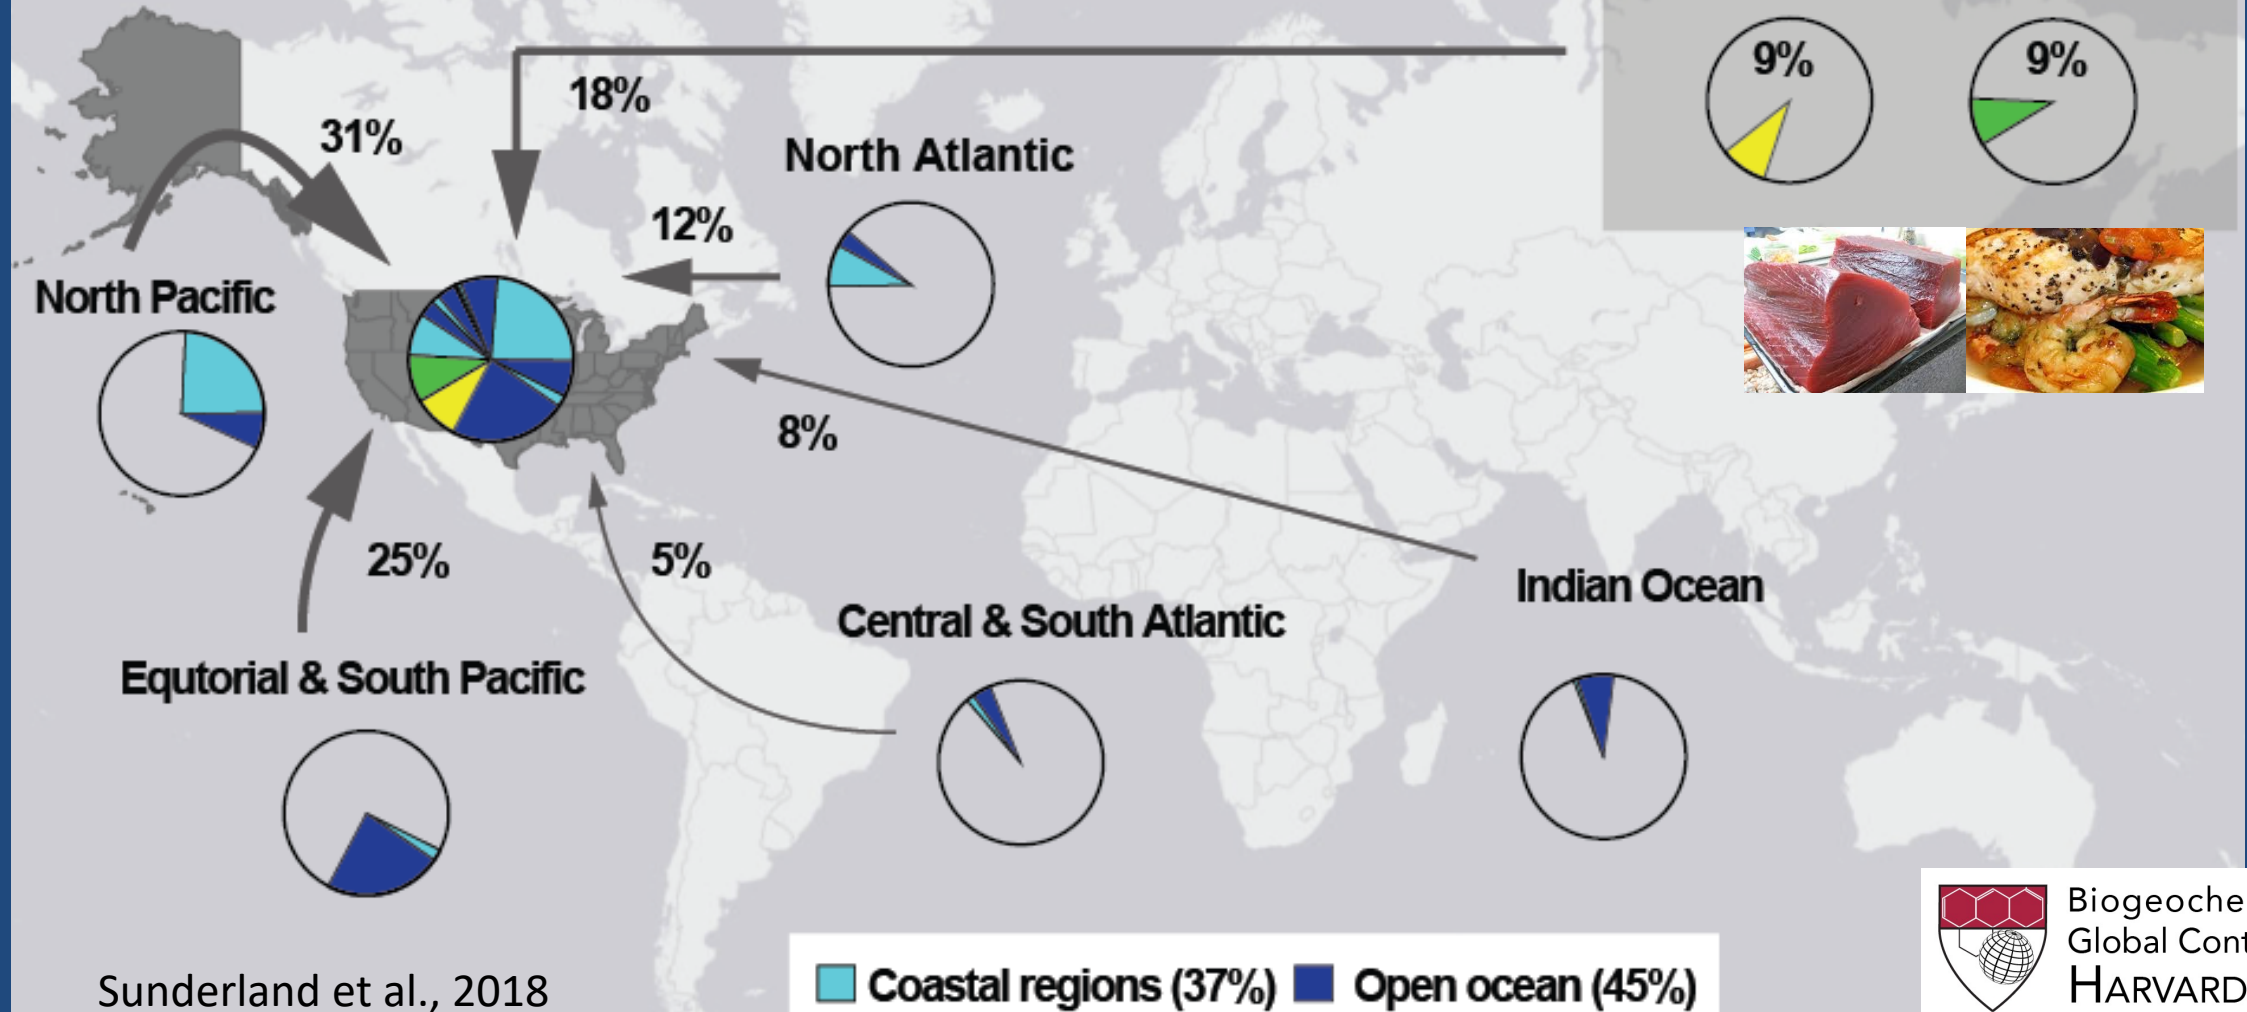 9%
9%
18%
31%
North Atlantic
12%
North Pacific
8%
25%
5%
Indian Ocean
Central & South Atlantic
Equtorial & South Pacific
Coastal regions (37%)
Open ocean (45%)
Sunderland et al., 2018
Biogeoche
Global Cont
HARVARD